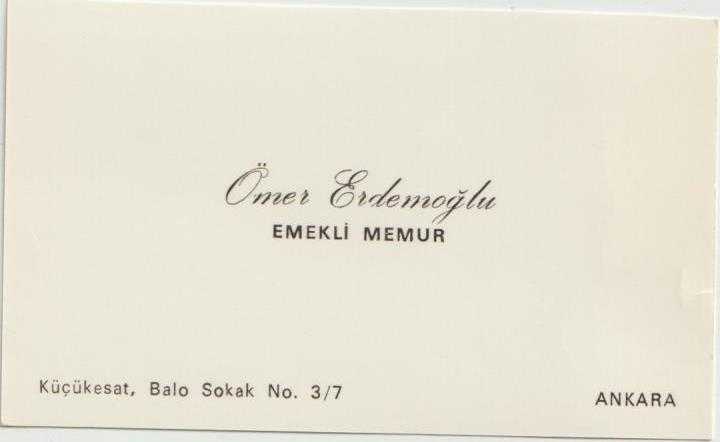 Ömer Erdemoğlu
EMEKLİ MEMUR
Küçükesat, Balo Sokak No. 3/7
ANKARA